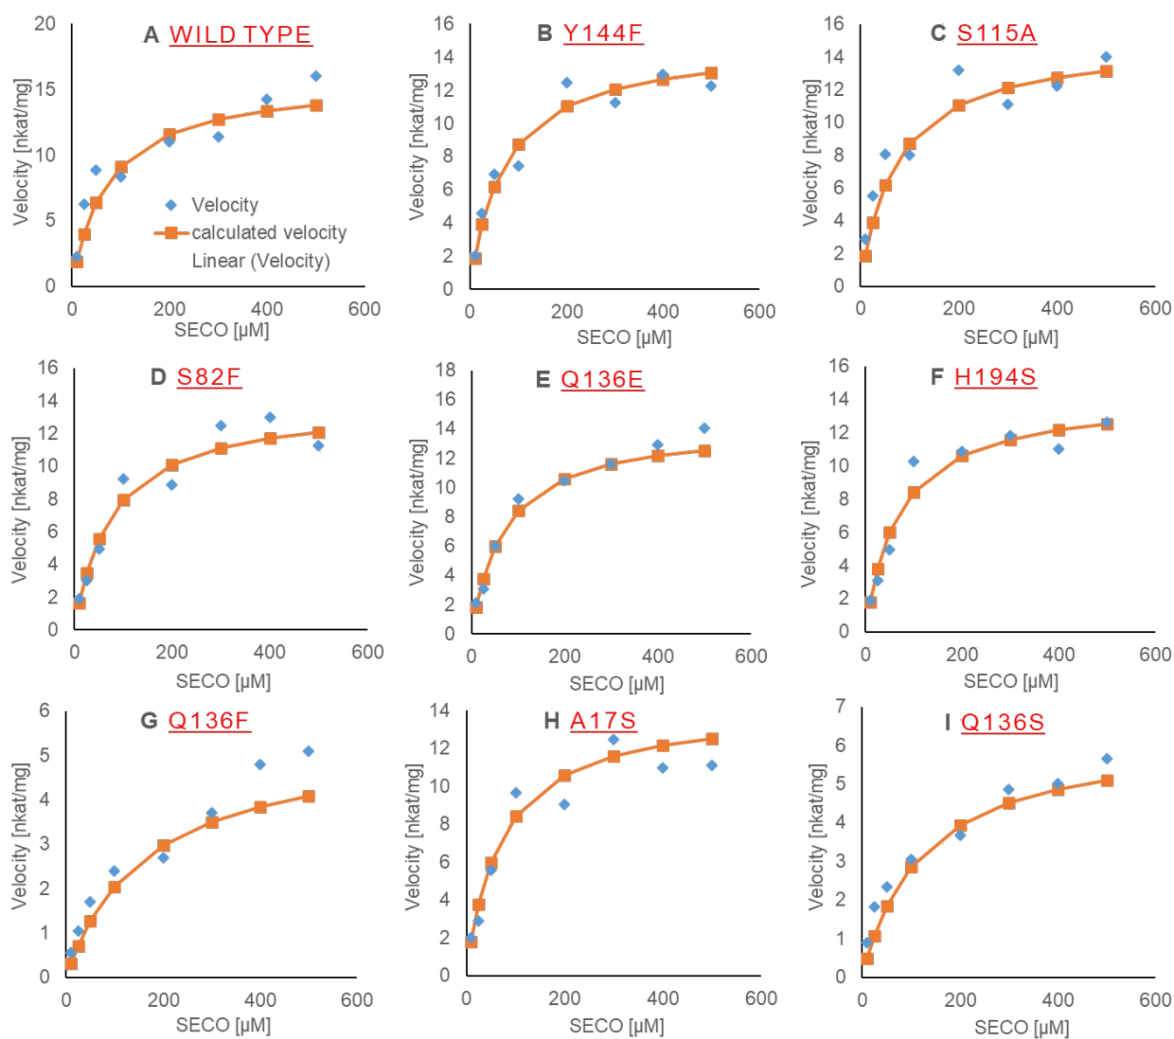 A WILD TYPE
Velocity [nkat/mg]
20
15
10
5
0
Velocity
calculated velocity
Linear (Velocity)
0 200 400 600
SECO [µM]
B Y144F
Velocity [nkat/mg]
16
14
12
10
8
6
4
2
0
0 200 400 600
SECO [µM]
C S115A
Velocity [nkat/mg]
16
14
12
10
8
6
4
2
0
0 200 400 600
SECO [µM]
D S82F
Velocity [nkat/mg]
16
14
12
10
8
6
4
2
0
0 200 400 600
SECO [µM]
E Q136E
Velocity [nkat/mg]
18
16
14
12
10
8
6
4
2
0
0 200 400 600
SECO [µM]
F H194S
Velocity [nkat/mg]
16
14
12
10
8
6
4
2
0
0 200 400 600
SECO [µM]
G Q136F
Velocity [nkat/mg]
6
5
4
3
2
1
0
0 200 400 600
SECO [µM]
H A17S
Velocity [nkat/mg]
14
12
10
8
6
4
2
0
0 200 400 600
SECO [µM]
I Q136S
Velocity [nkat/mg]
7
6
5
4
3
2
1
0
0 200 400 600
SECO [µM]